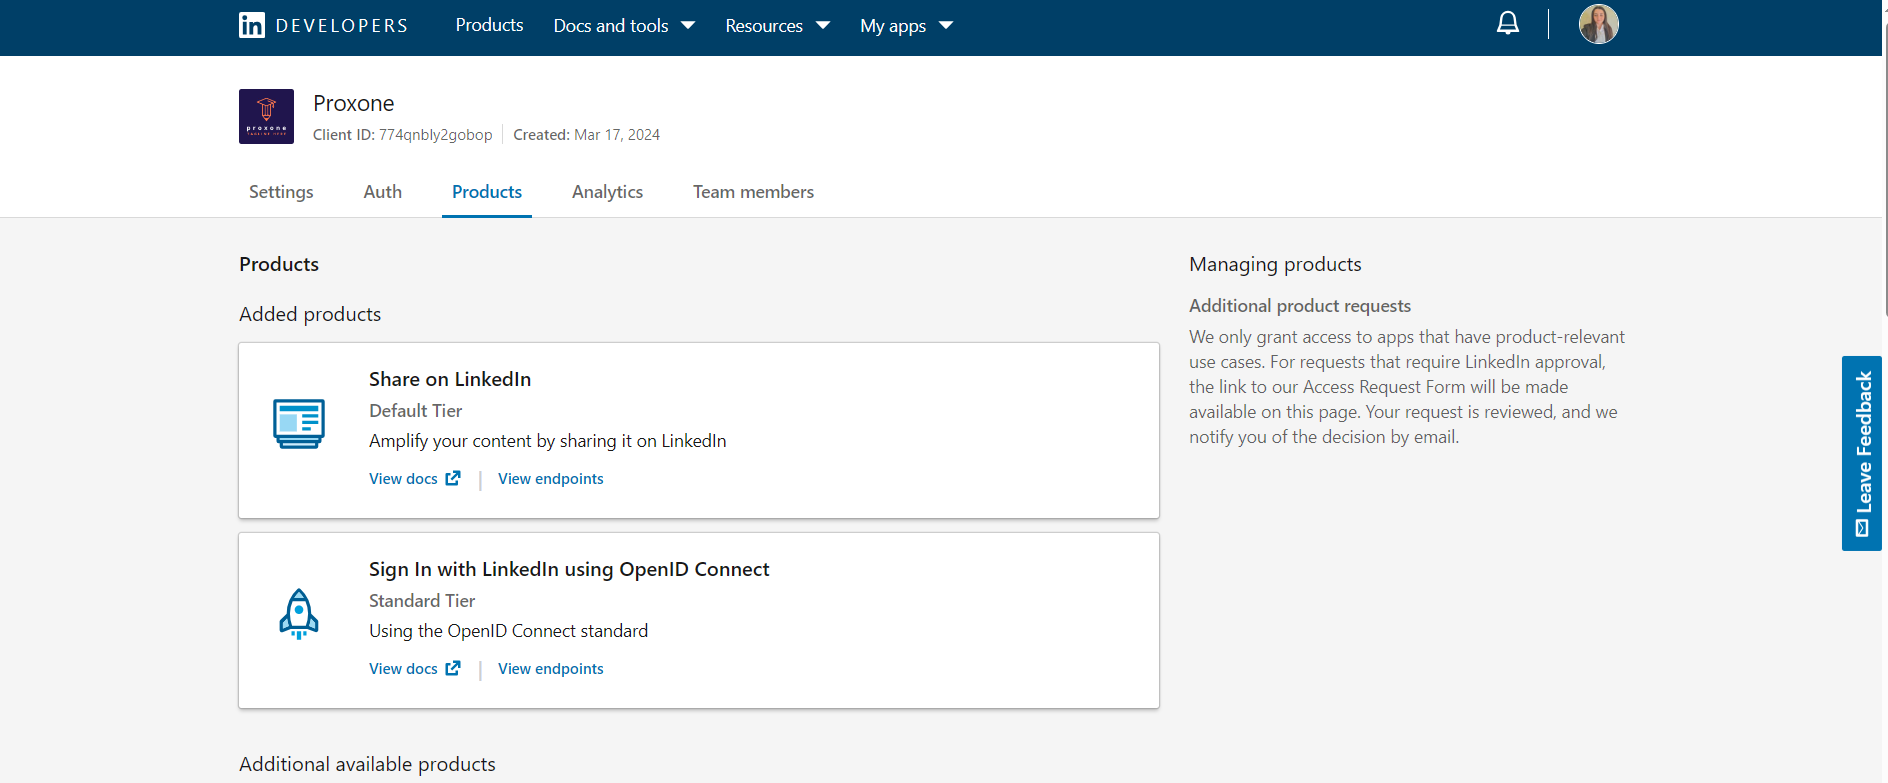 in DEVELOPERS Products Docs and tools Resources My apps
proxone
Proxone
Client ID: 774qnbly2gobop Created: Mar 17, 2024
Settings Auth Products Analytics Team members
Products
Added products
Share on LinkedIn
Default Tier
Amplify your content by sharing it on LinkedIn
View docs View endpoints
Sign In with LinkedIn using OpenID Connect
Standard Tier
Using the OpenID Connect standard
View docs View endpoints
Additional available products
Managing products
Additional product requests
We only grant access to apps that have product-relevant
use cases. For requests that require LinkedIn approval,
the link to our Access Request Form will be made
available on this page. Your request is reviewed, and we
notify you of the decision by email.
Leave Feedback